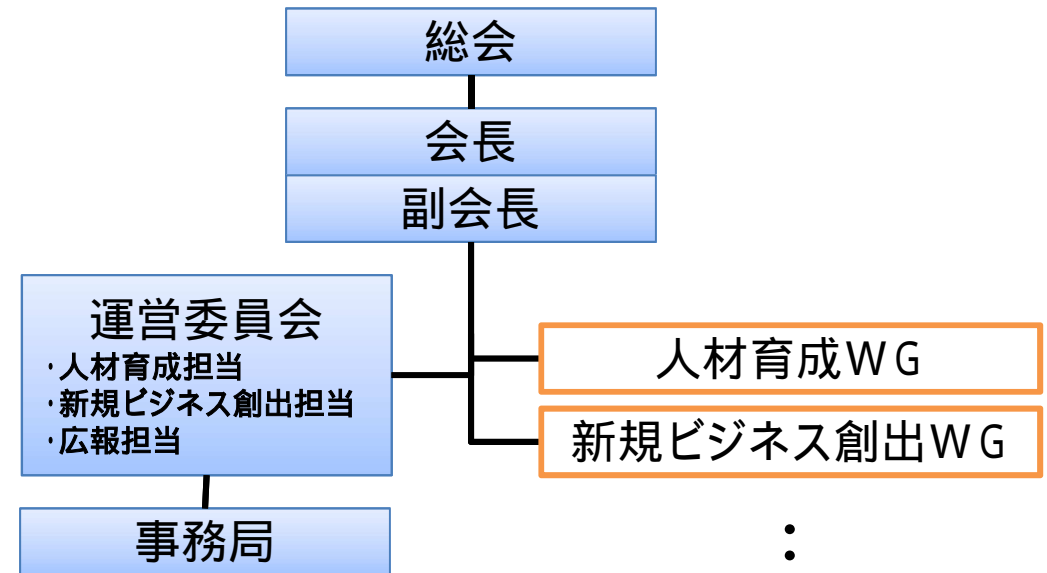 総会
会長
副会長
運営委員会
・人材育成担当
・新規ビジネス創出担当
・広報担当
事務局
人材育成WG
新規ビジネス創出WG
：